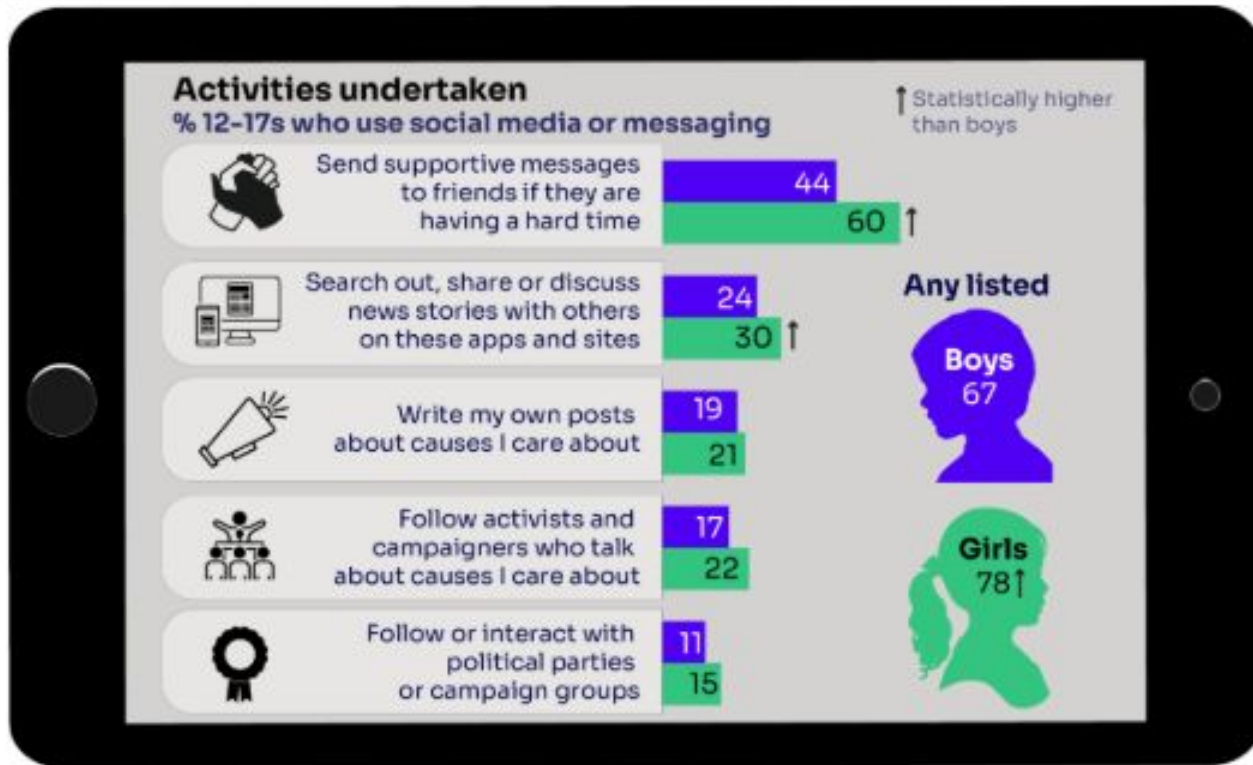 Activities undertaken
% 12-17s who use social media or messaging
↑ Statistically higher
than boys
Send supportive messages
to friends if they are
having a hard time
44
60 ↑
Search out, share or discuss
news stories with others
on these apps and sites
24
30 ↑
Write my own posts
about causes I care about
19
21
Follow activists and
campaigners who talk
about causes I care about
17
22
Follow or interact with
political parties
or campaign groups
11
15
Any listed
Boys
67
Girls
78 ↑